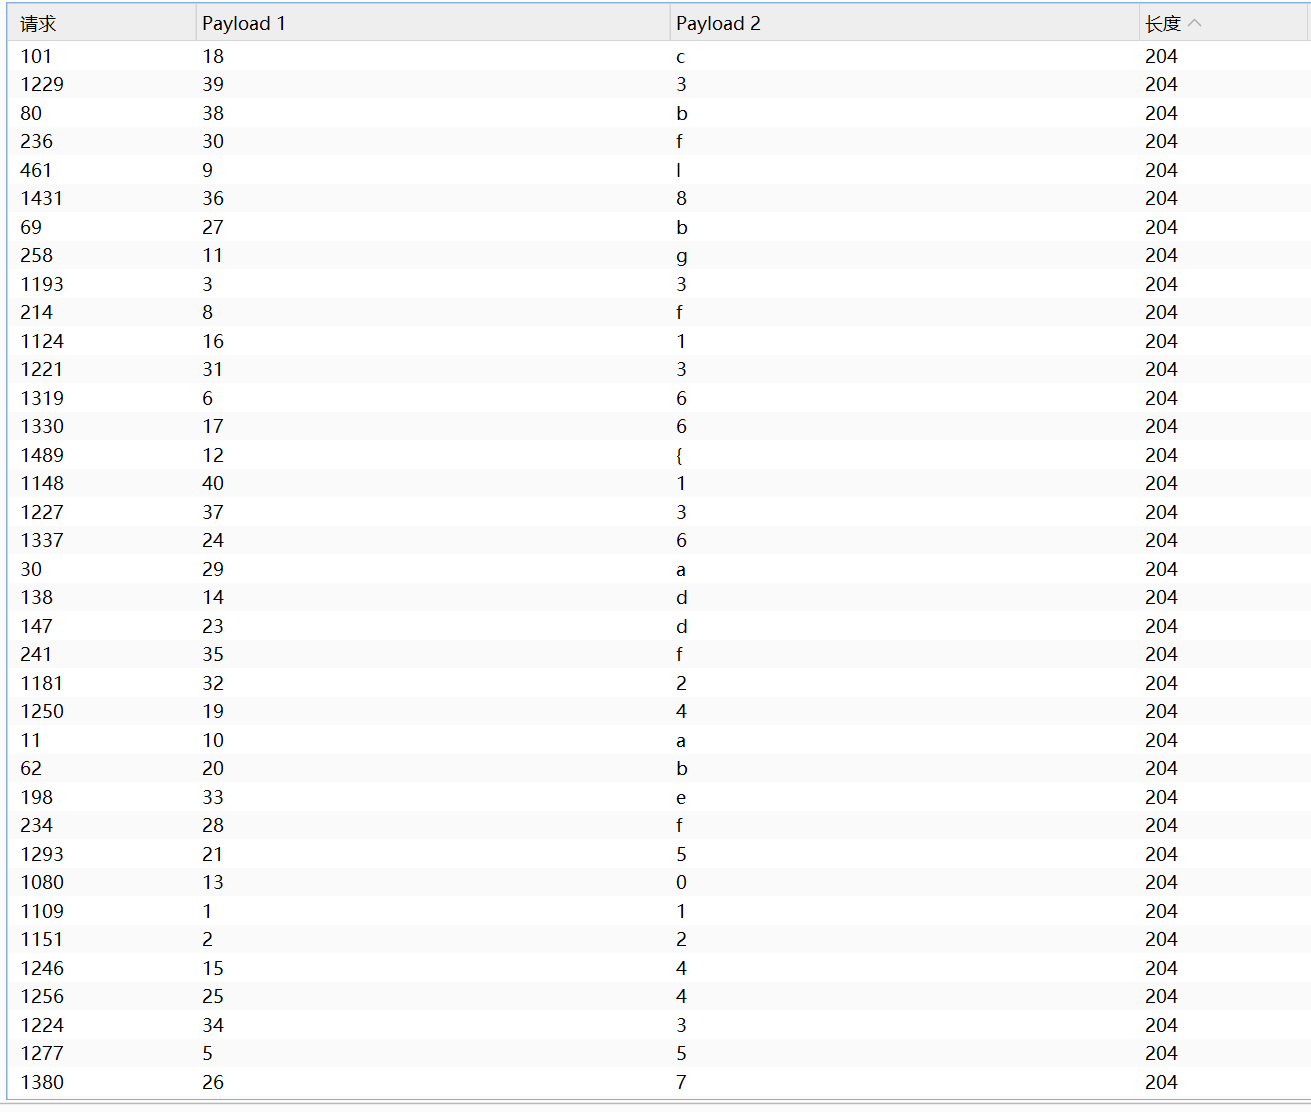 请求 Payload 1 Payload 2 长度
101 18 c 204
1229 39 3 204
80 38 b 204
236 30 f 204
461 9 l 204
1431 36 8 204
69 27 b 204
258 11 g 204
1193 3 3 204
214 8 f 204
1124 16 1 204
1221 31 3 204
1319 6 6 204
1330 17 6 204
1489 12 { 204
1148 40 1 204
1227 37 3 204
1337 24 6 204
30 29 a 204
138 14 d 204
147 23 d 204
241 35 f 204
1181 32 2 204
1250 19 4 204
11 10 a 204
62 20 b 204
198 33 e 204
234 28 f 204
1293 21 5 204
1080 13 0 204
1109 1 1 204
1151 2 2 204
1246 15 4 204
1256 25 4 204
1224 34 3 204
1277 5 5 204
1380 26 7 204